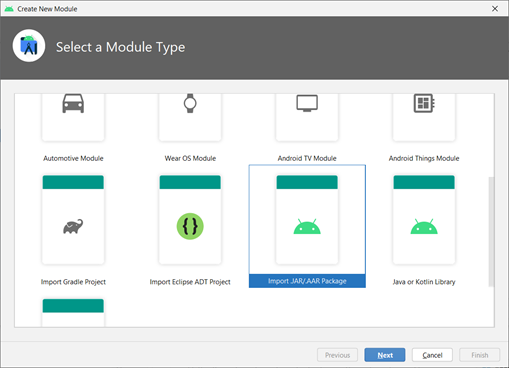 Create New Module
Select a Module Type
Automotive Module
Wear OS Module
Android TV Module
Android Things Module
Import Gradle Project
Import Eclipse ADT Project
Import .JAR/.AAR Package
Java or Kotlin Library
Previous
Next
Cancel
Finish